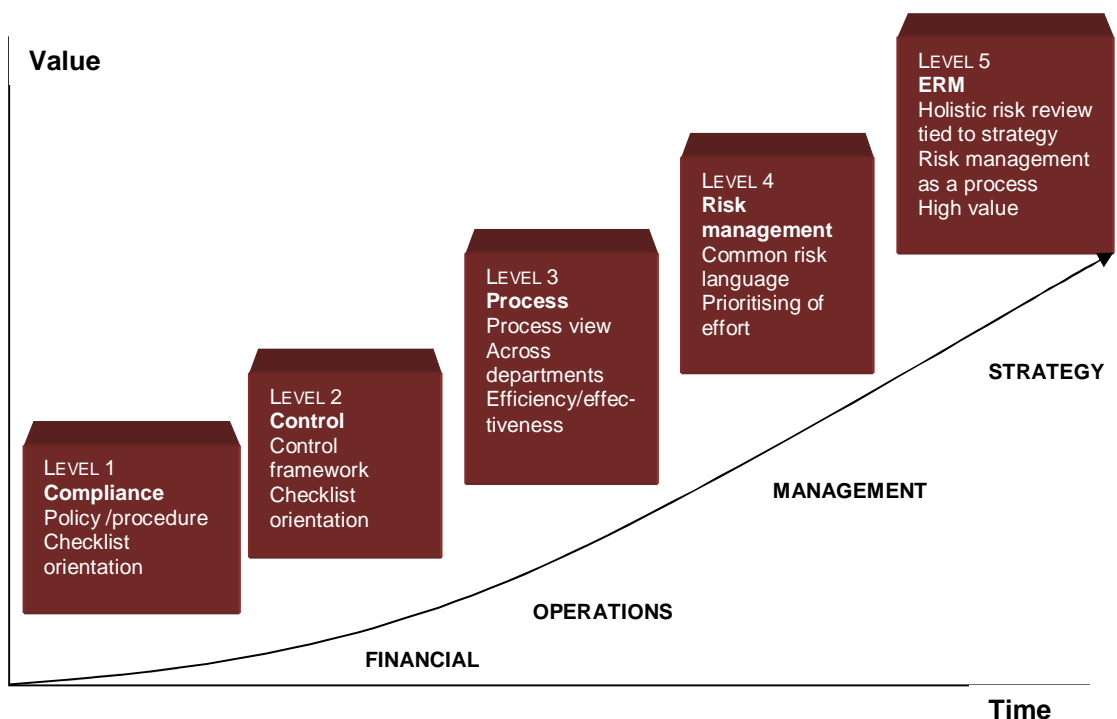 Value
LEVEL 1
Compliance
Policy /procedure
Checklist
orientation
LEVEL 2
Control
Control
framework
Checklist
orientation
LEVEL 3
Process
Process view
Across
departments
Efficiency/effec-
tiveness
LEVEL 4
Risk
management
Common risk
language
Prioritising of
effort
LEVEL 5
ERM
Holistic risk review
tied to strategy
Risk management
as a process
High value
FINANCIAL
OPERATIONS
MANAGEMENT
STRATEGY
Time